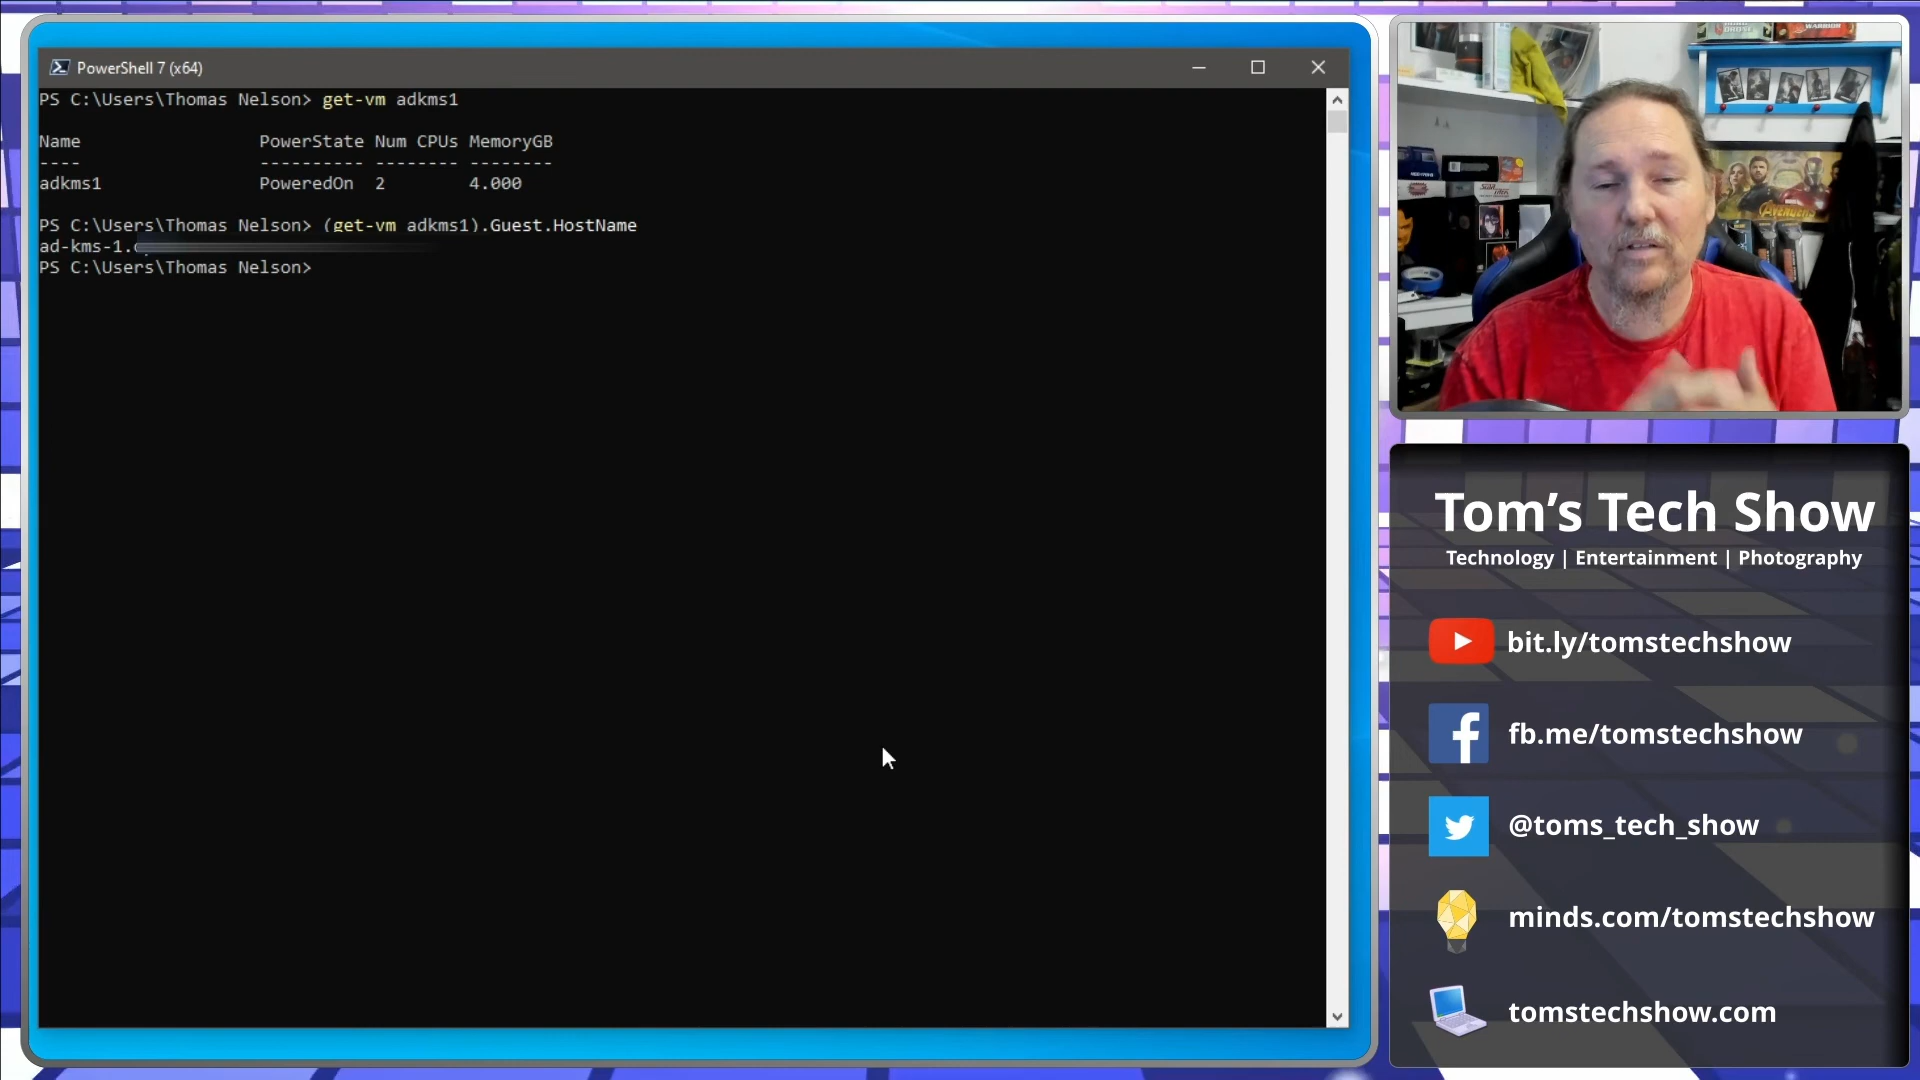 PowerShell 7 (x64)
PS C:\Users\Thomas Nelson> get-vm adkms1
Name PowerState Num CPUs MemoryGB
---- ---------- -------- --------
adkms1 PoweredOn 2 4.000
PS C:\Users\Thomas Nelson> (get-vm adkms1).Guest.HostName
ad-kms-1.
PS C:\Users\Thomas Nelson>
AVENGERS
WARRIOR
Tom's Tech Show
Technology | Entertainment | Photography
bit.ly/tomstechshow
fb.me/tomstechshow
@toms_tech_show
minds.com/tomstechshow
tomstechshow.com